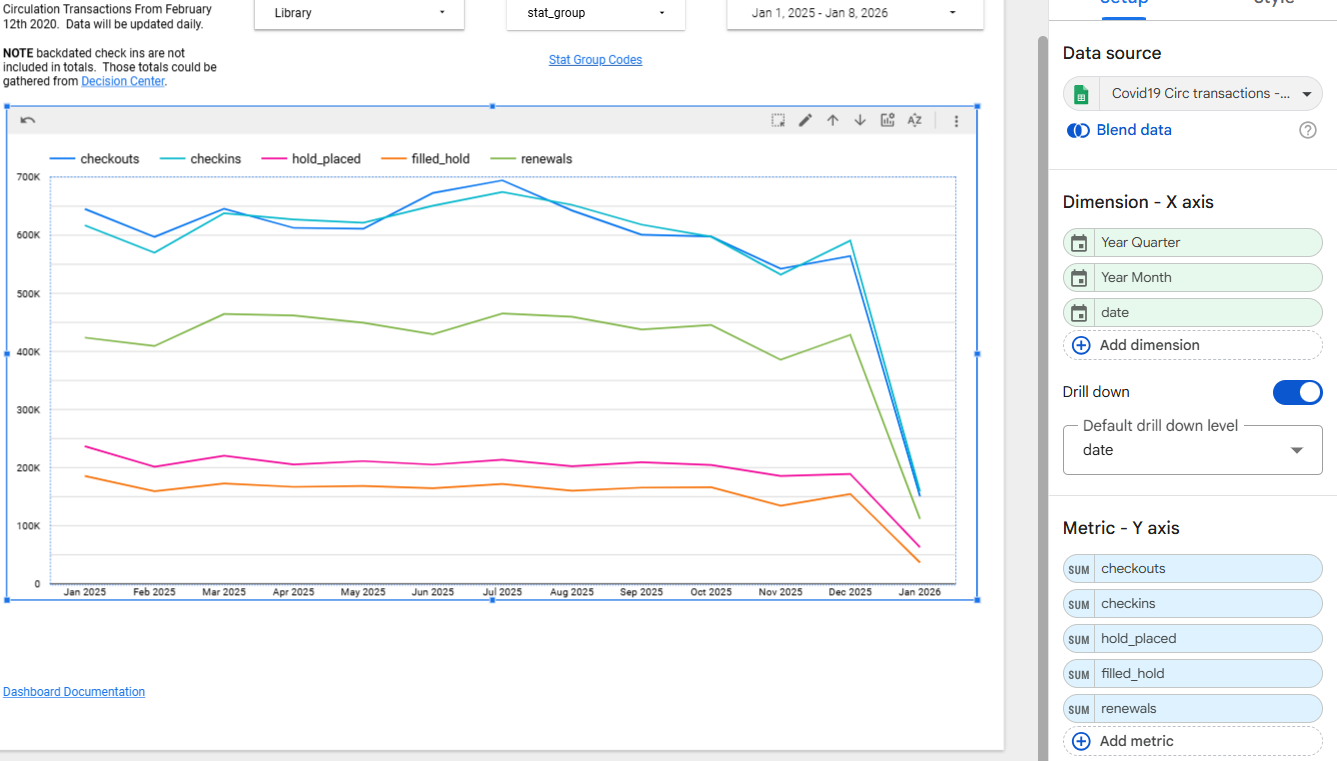 Circulation Transactions From February
12th 2020.  Data will be updated daily.
NOTE backdated check ins are not
included in totals.  Those totals could be
gathered from Decision Center.
Library
stat_group
Jan 1, 2025 - Jan 8, 2026
Stat Group Codes
checkouts
checkins
hold_placed
filled_hold
renewals
700K
600K
500K
400K
300K
200K
100K
0
Jan 2025 Feb 2025 Mar 2025 Apr 2025 May 2025 Jun 2025 Jul 2025 Aug 2025 Sep 2025 Oct 2025 Nov 2025 Dec 2025 Jan 2026
Dashboard Documentation
Setup
Style
Data source
Covid19 Circ transactions -...
Blend data
Dimension - X axis
Year Quarter
Year Month
date
Add dimension
Drill down
Default drill down level
date
Metric - Y axis
SUM checkouts
SUM checkins
SUM hold_placed
SUM filled_hold
SUM renewals
Add metric